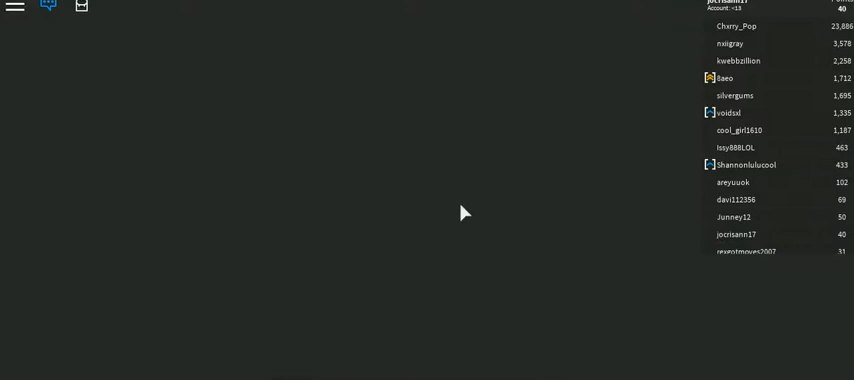 jocrisann17
Account: <13 40
Chxrry_Pop 23,886
nxiigray 3,578
kwebbzillion 2,258
8aeo 1,712
silvergums 1,695
voidsxl 1,335
cool_girl1610 1,187
Issy888LOL 463
Shannonlulucool 433
areyuuok 102
davi112356 69
Junney12 50
jocrisann17 40
rexgotmoves2007 31